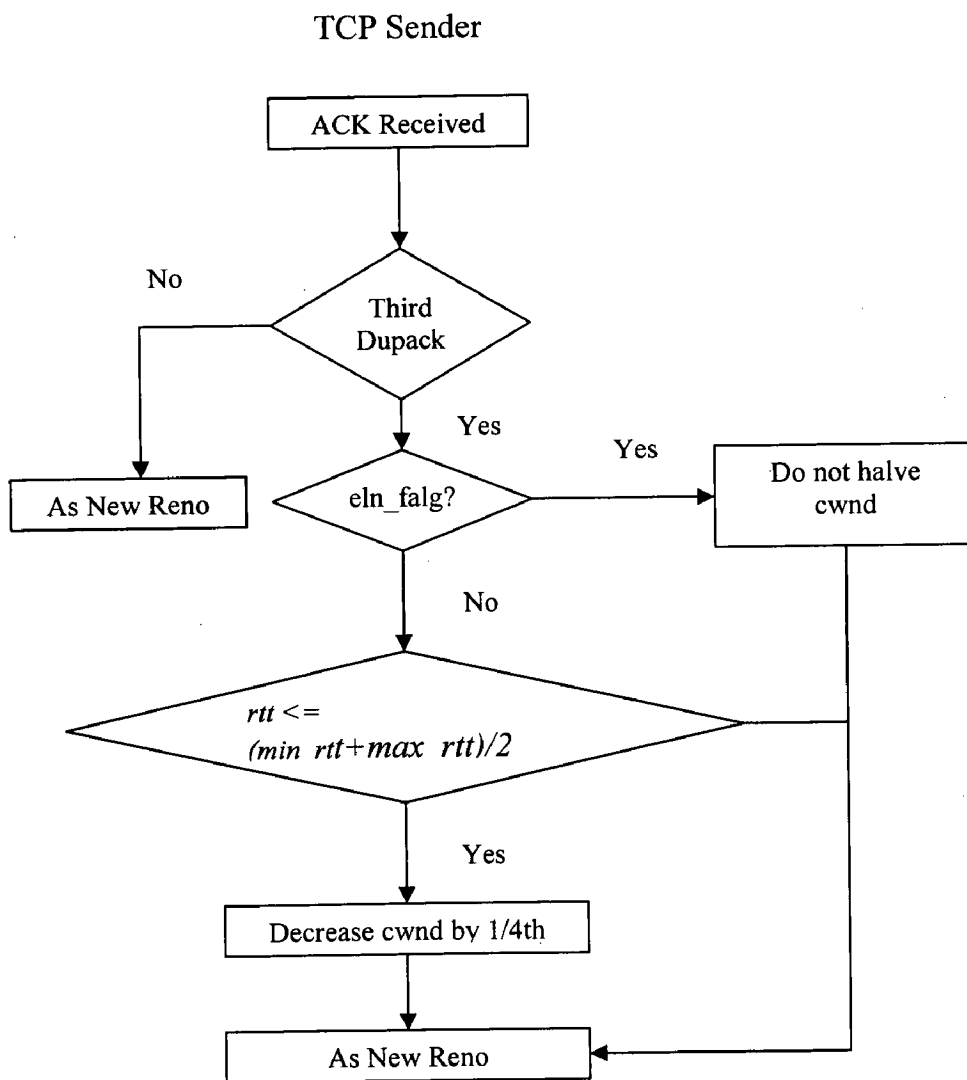 TCP Sender
ACK Received
No
Third
Dupack
Yes
Yes
As New Reno
eln_falg?
Do not halve
cwnd
No
rtt <=
(min rtt+max rtt)/2
Yes
Decrease cwnd by 1/4th
As New Reno